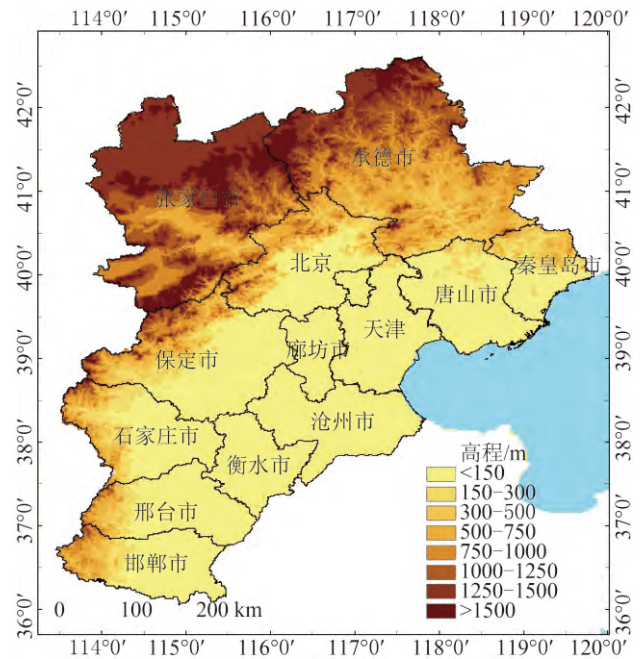 114°0′ 115°0′ 116°0′ 117°0′ 118°0′ 119°0′ 120°0′
42°0′ 42°0′
承德市
41°0′ 张家口市 41°0′
北京 秦皇岛市
40°0′ 唐山市 40°0′
天津
廊坊市
39°0′ 保定市 39°0′
沧州市
石家庄市
38°0′ 衡水市 38°0′
高程/m
<150
150-300
邢台市 300-500
37°0′ 500-750 37°0′
750-1000
邯郸市 1000-1250
1250-1500
36°0′ 0 100 200 km >1500 36°0′
114°0′ 115°0′ 116°0′ 117°0′ 118°0′ 119°0′ 120°0′